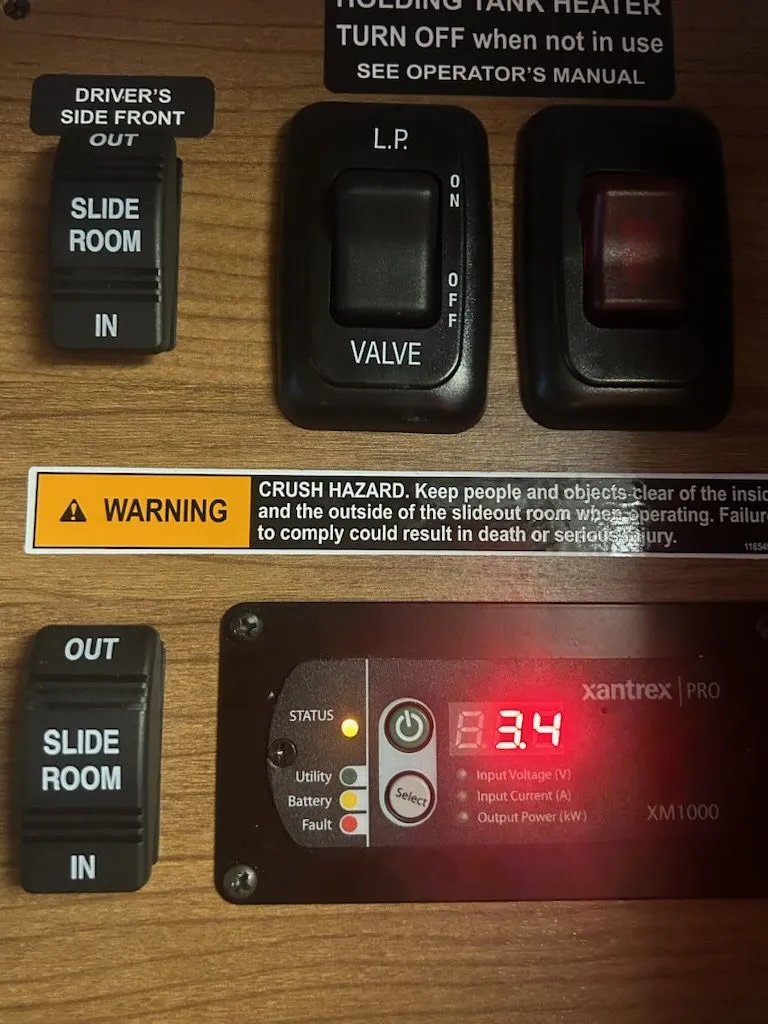 HOLDING TANK HEATER
TURN OFF when not in use
SEE OPERATOR'S MANUAL
DRIVER'S
SIDE FRONT
OUT
SLIDE
ROOM
IN
L.P.
ON
OFF
VALVE
WARNING
CRUSH HAZARD. Keep people and objects clear of the
and the outside of the slideout room when operating.
to comply could result in death or serious injury.
OUT
SLIDE
ROOM
IN
xantrex PRO
STATUS
3.4
Utility
Battery
Fault
Select
Input Voltage (V)
Input Current (A)
Output Power (kW)
XM1000